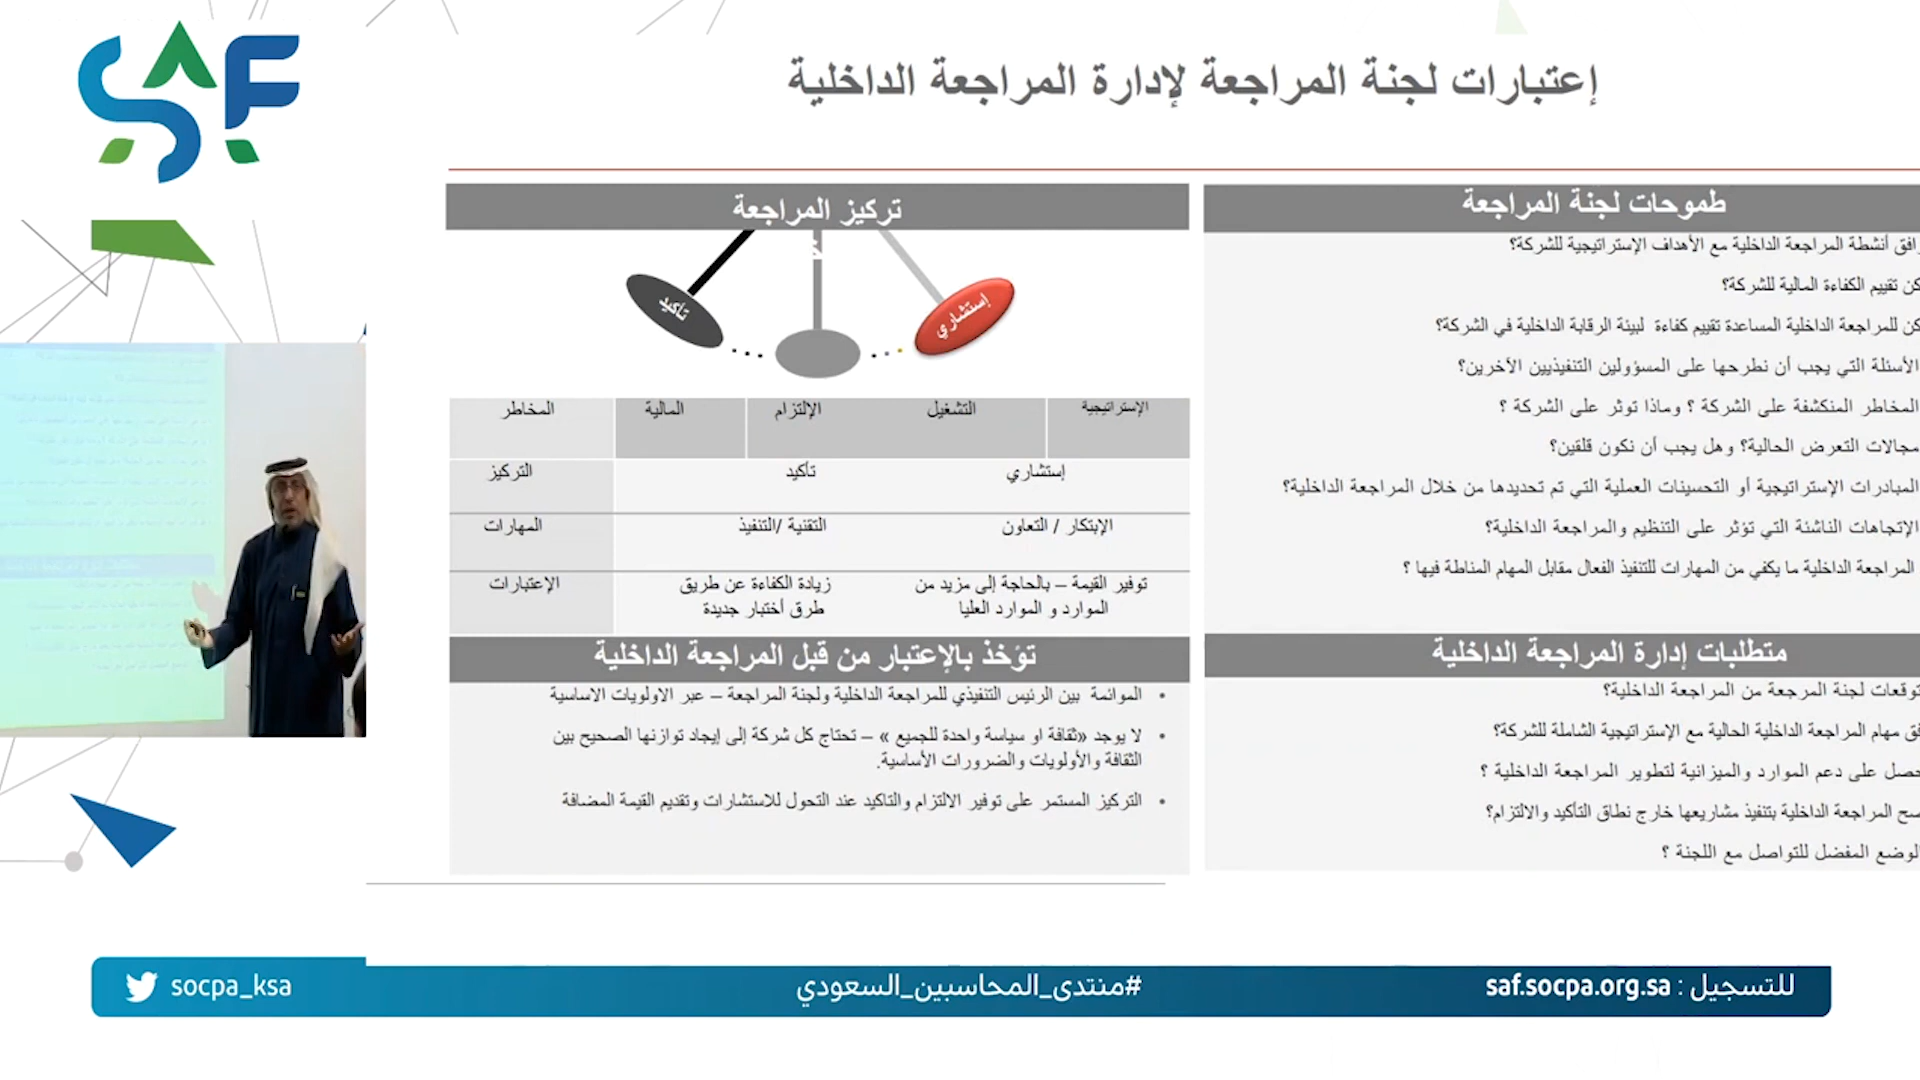 SAF
إعتبارات لجنة المراجعة لإدارة المراجعة الداخلية
طموحات لجنة المراجعة
أنشطة المراجعة الداخلية مع الأهداف الإستراتيجية للشركة؟
تقييم الكفاءة المالية للشركة؟
للمراجعة الداخلية المساعدة تقييم كفاءة لبيئة الرقابة الداخلية في الشركة؟
الأسئلة التي يجب أن نطرحها على المسؤولين التنفيذيين الآخرين؟
المخاطر المنكشفة على الشركة ؟ وماذا توثر على الشركة ؟
مجالات التعرض الحالية؟ وهل يجب أن نكون قلقين؟
المبادرات الإستراتيجية أو التحسينات العملية التي تم تحديدها من خلال المراجعة الداخلية؟
الإتجاهات الناشئة التي تؤثر على التنظيم والمراجعة الداخلية؟
المراجعة الداخلية ما يكفي من المهارات للتنفيذ الفعال مقابل المهام المناطة فيها ؟
متطلبات إدارة المراجعة الداخلية
توقعات لجنة المرجعة من المراجعة الداخلية؟
مهام المراجعة الداخلية الحالية مع الإستراتيجية الشاملة للشركة؟
على دعم الموارد والميزانية لتطوير المراجعة الداخلية ؟
المراجعة الداخلية بتنفيذ مشاريعها خارج نطاق التأكيد والالتزام؟
الوضع المفضل للتواصل مع اللجنة ؟
تركيز المراجعة
إستشاري
تأكيد
الإستراتيجية التشغيل الإلتزام المالية المخاطر
إستشاري تأكيد التركيز
الإبتكار / التعاون التقنية /التنفيذ المهارات
توفير القيمة – بالحاجة إلى مزيد من زيادة الكفاءة عن طريق الإعتبارات
الموارد و الموارد العليا طرق أختبار جديدة
تؤخذ بالإعتبار من قبل المراجعة الداخلية
• الموائمة بين الرئيس التنفيذي للمراجعة الداخلية ولجنة المراجعة – عبر الاولويات الاساسية
• لا يوجد «ثقافة او سياسة واحدة للجميع » – تحتاج كل شركة إلى إيجاد توازنها الصحيح بين
الثقافة والأولويات والضرورات الأساسية.
• التركيز المستمر على توفير الالتزام والتاكيد عند التحول للاستشارات وتقديم القيمة المضافة
للتسجيل : saf.socpa.org.sa
#منتدى_المحاسبين_السعودي
socpa_ksa